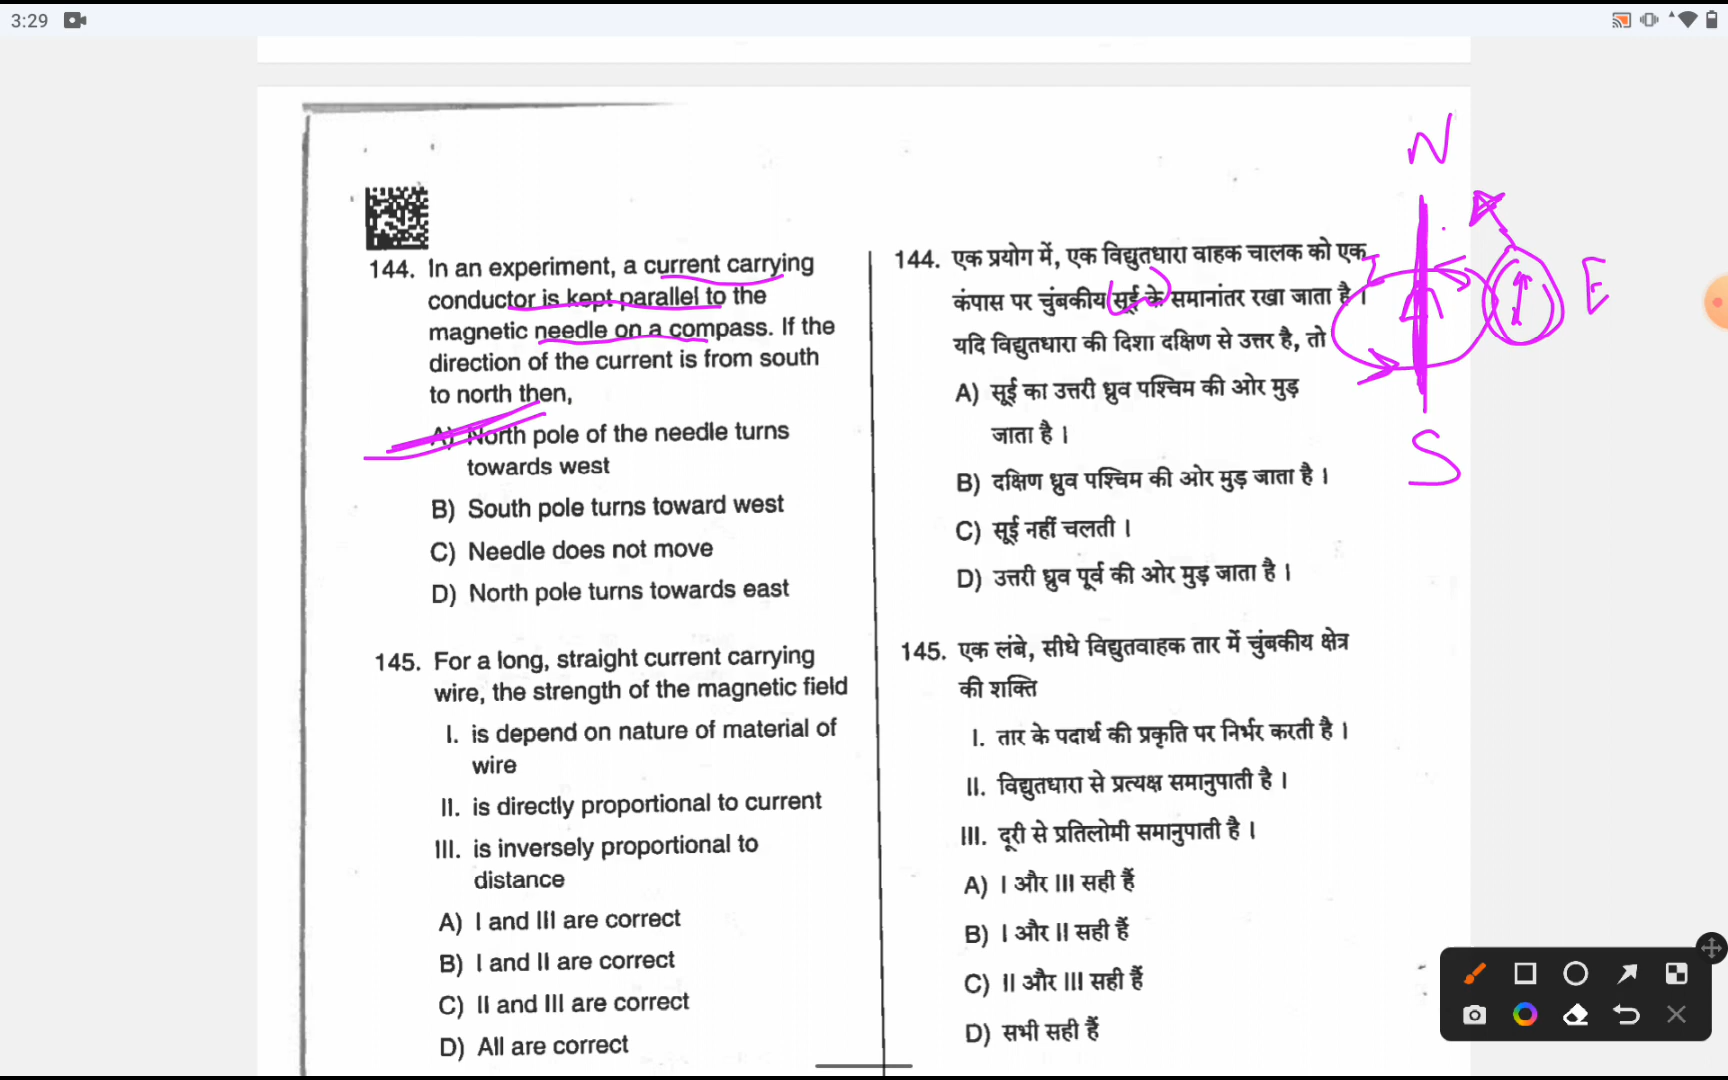 3:29
144. In an experiment, a current carrying
conductor is kept parallel to the
magnetic needle on a compass. If the
direction of the current is from south
to north then,
A) North pole of the needle turns
towards west
B) South pole turns toward west
C) Needle does not move
D) North pole turns towards east
145. For a long, straight current carrying
wire, the strength of the magnetic field
I. is depend on nature of material of
wire
II. is directly proportional to current
III. is inversely proportional to
distance
A) I and III are correct
B) I and II are correct
C) II and III are correct
D) All are correct
144. एक प्रयोग में, एक विद्युतधारा वाहक चालक को एक
कंपास पर चुंबकीय सूई के समानांतर रखा जाता है ।
यदि विद्युतधारा की दिशा दक्षिण से उत्तर है, तो
A) सूई का उत्तरी ध्रुव पश्चिम की ओर मुड़
जाता है ।
B) दक्षिण ध्रुव पश्चिम की ओर मुड़ जाता है ।
C) सूई नहीं चलती ।
D) उत्तरी ध्रुव पूर्व की ओर मुड़ जाता है ।
145. एक लंबे, सीधे विद्युतवाहक तार में चुंबकीय क्षेत्र
की शक्ति
I. तार के पदार्थ की प्रकृति पर निर्भर करती है ।
II. विद्युतधारा से प्रत्यक्ष समानुपाती है ।
III. दूरी से प्रतिलोमी समानुपाती है ।
A) I और III सही हैं
B) I और II सही हैं
C) II और III सही हैं
D) सभी सही हैं
N
I
E
S